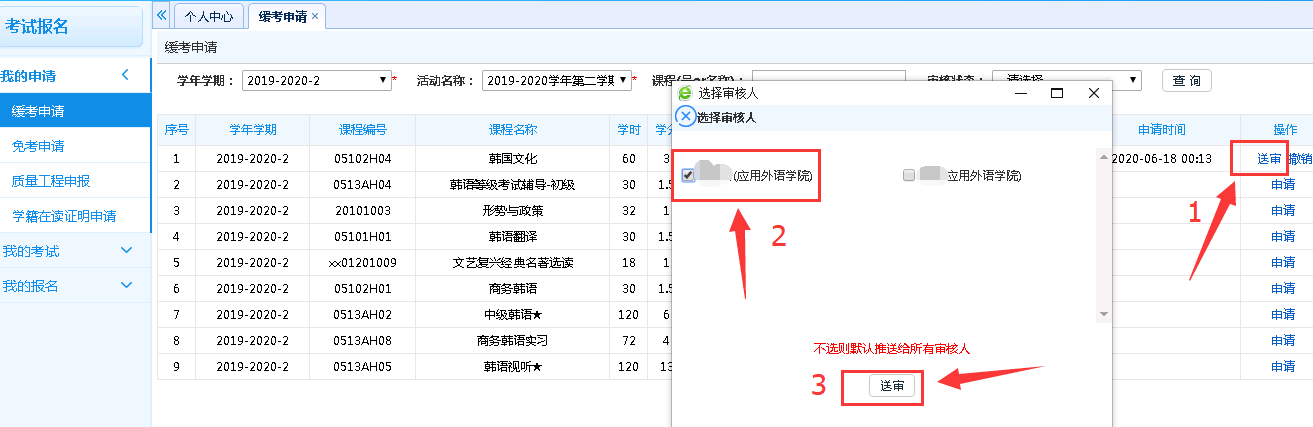 考试报名
个人中心 缓考申请 ×
缓考申请
我的申请
缓考申请
免考申请
质量工程申报
学籍在读证明申请
我的考试
我的报名
学年学期： 2019-2020-2 * 活动名称： 2019-2020学年第二学期 * 查 询
序号 学年学期 课程编号 课程名称 学时 申请时间 操作
1 2019-2020-2 05102H04 韩国文化 60 3 2020-06-18 00:13 送审 撤销
2 2019-2020-2 0513AH04 韩语等级考试辅导-初级 30 1.5 申请
3 2019-2020-2 20101003 形势与政策 32 1 申请
4 2019-2020-2 05101H01 韩语翻译 30 1.5 申请
5 2019-2020-2 xx01201009 文艺复兴经典名著选读 18 1 申请
6 2019-2020-2 05102H01 商务韩语 30 1.5 申请
7 2019-2020-2 0513AH02 中级韩语★ 120 6 申请
8 2019-2020-2 0513AH08 商务韩语实习 72 4 申请
9 2019-2020-2 0513AH05 韩语视听★ 120 申请
选择审核人
选择审核人
(应用外语学院) 应用外语学院)
不选则默认推送给所有审核人
送审
1
2
3